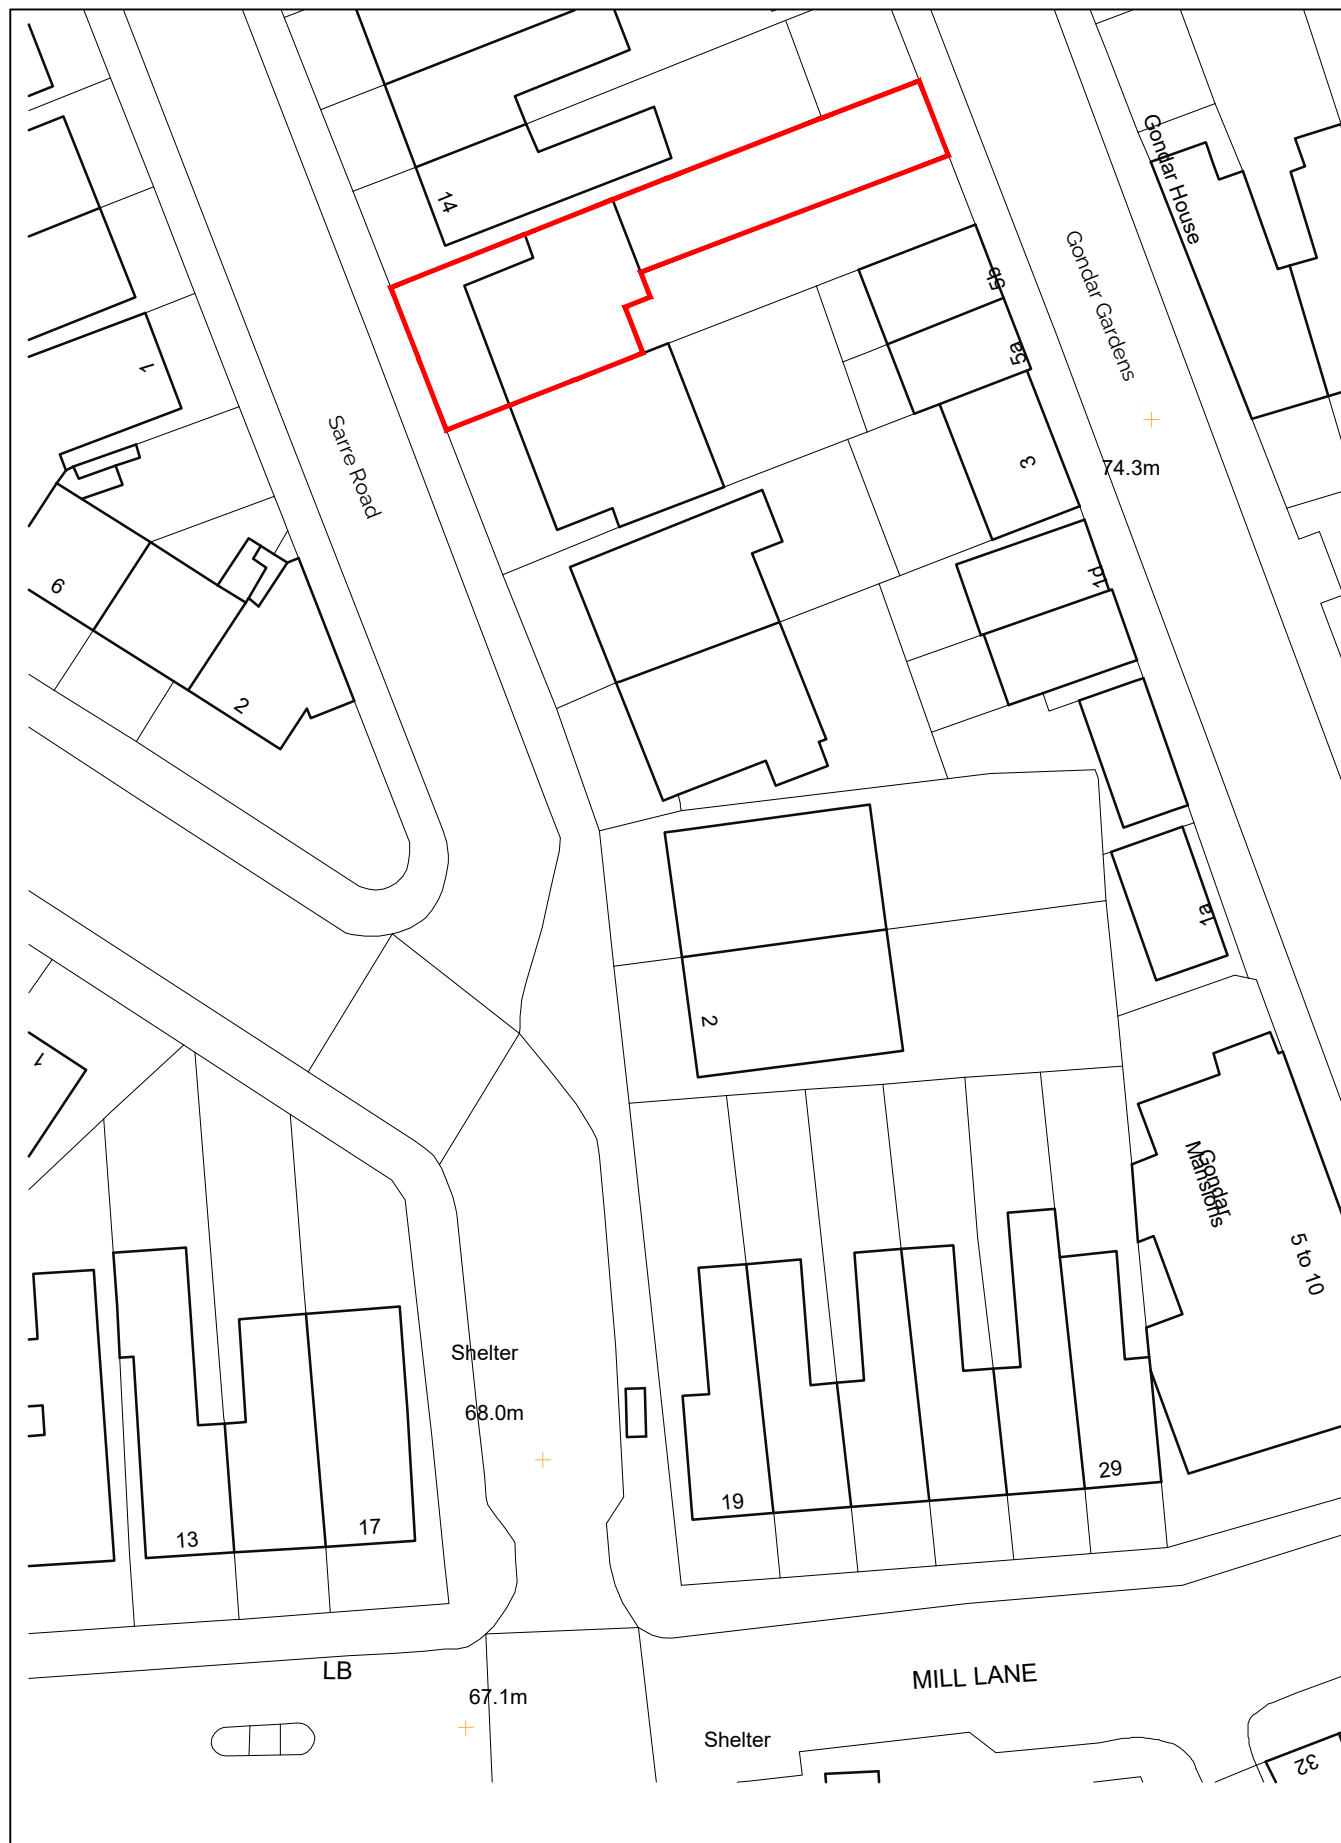 Gondar House
14
Gondar Gardens
5b
5a
1
Sarre Road
3
74.3m
6
1d
2
1a
2
1
Gondar
Mansions
5 to 10
Shelter
68.0m
29
19
17
13
LB
MILL LANE
67.1m
Shelter
32